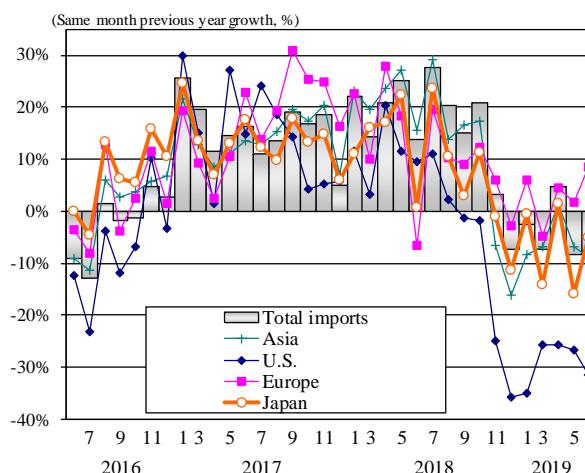 (Same month previous year growth, %)
30%
20%
10%
0%
-10%
-20%
-30%
-40%
Total imports
Asia
U.S.
Europe
Japan
7 9 11 1 3 5 7 9 11 1 3 5 7 9 11 1 3 5
2016 2017 2018 2019